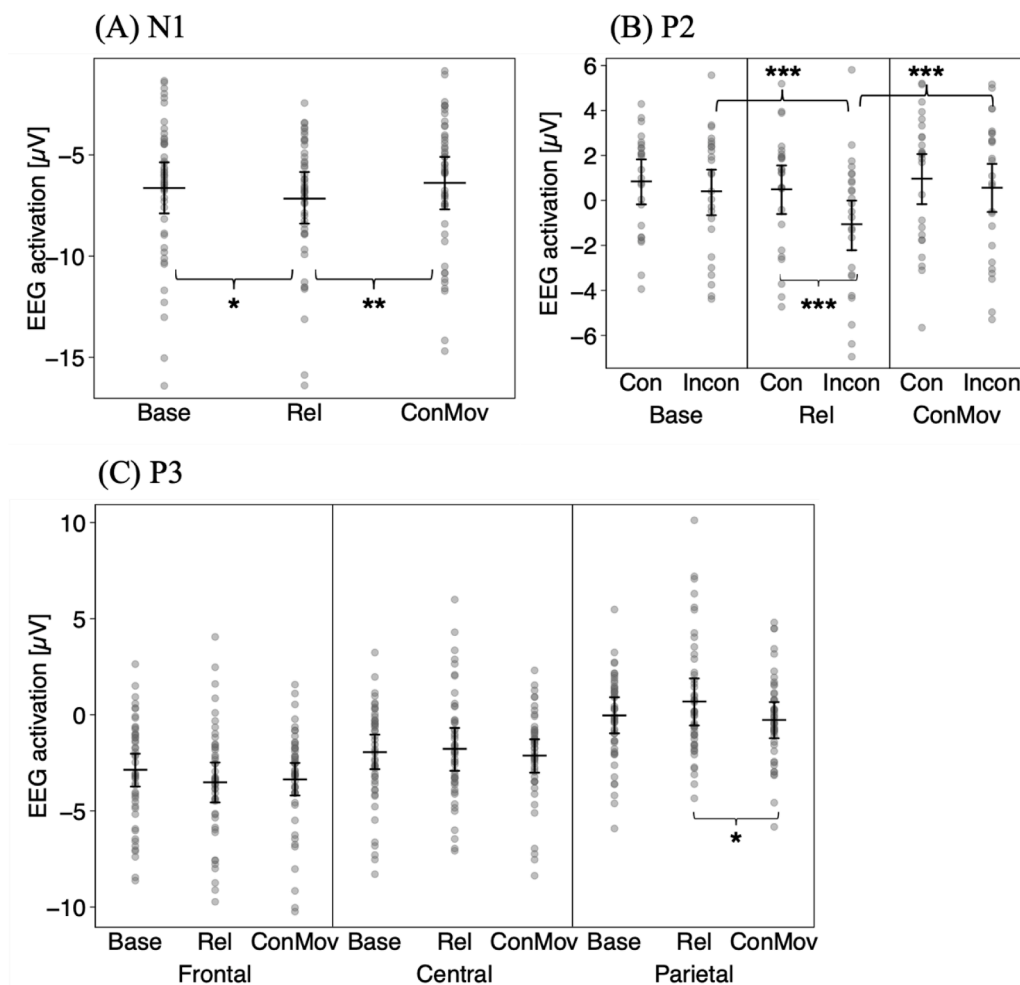 (A) N1
EEG activation [µV]
−5
−10
−15
* **
Base Rel ConMov
(B) P2
EEG activation [µV]
6
4
2
0
−2
−4
−6
*** ***
***
Con Incon Con Incon Con Incon
Base Rel ConMov
(C) P3
EEG activation [µV]
10
5
0
−5
−10
*
Base Rel ConMov Base Rel ConMov Base Rel ConMov
Frontal Central Parietal